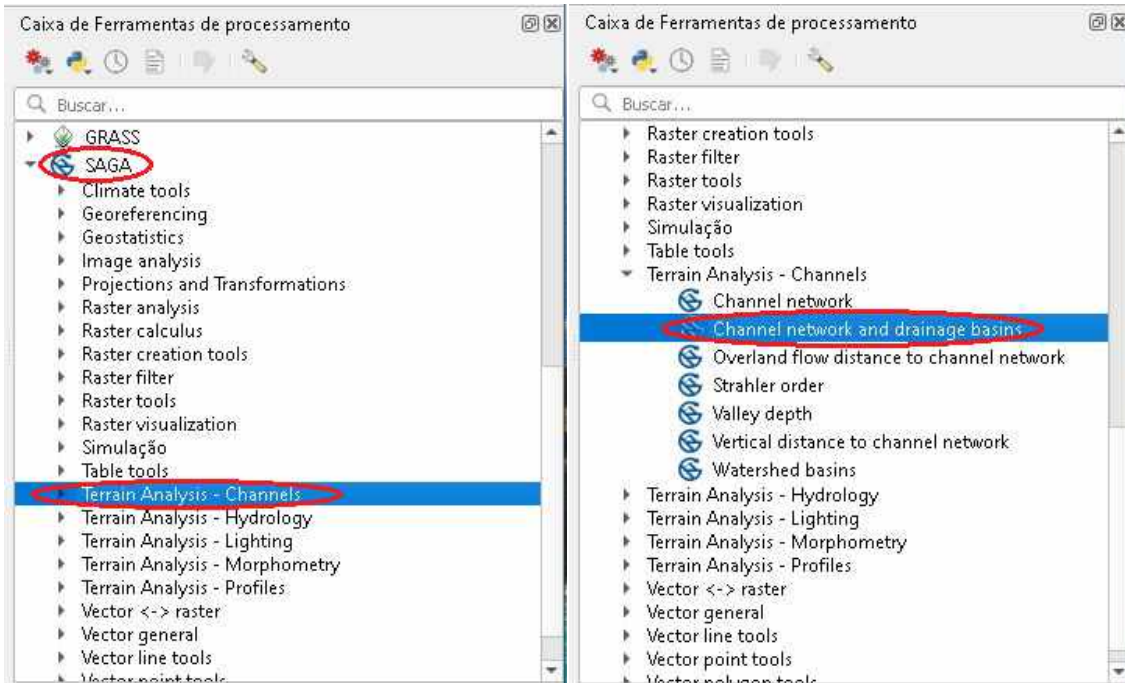 Caixa de Ferramentas de processamento
Buscar...
GRASS
SAGA
Climate tools
Georeferencing
Geostatistics
Image analysis
Projections and Transformations
Raster analysis
Raster calculus
Raster creation tools
Raster filter
Raster tools
Raster visualization
Simulação
Table tools
Terrain Analysis - Channels
Terrain Analysis - Hydrology
Terrain Analysis - Lighting
Terrain Analysis - Morphometry
Terrain Analysis - Profiles
Vector <-> raster
Vector general
Vector line tools
Vector point tools
Caixa de Ferramentas de processamento
Buscar...
Raster creation tools
Raster filter
Raster tools
Raster visualization
Simulação
Table tools
Terrain Analysis - Channels
Channel network
Channel network and drainage basins
Overland flow distance to channel network
Strahler order
Valley depth
Vertical distance to channel network
Watershed basins
Terrain Analysis - Hydrology
Terrain Analysis - Lighting
Terrain Analysis - Morphometry
Terrain Analysis - Profiles
Vector <-> raster
Vector general
Vector line tools
Vector point tools
Vector polygon tools